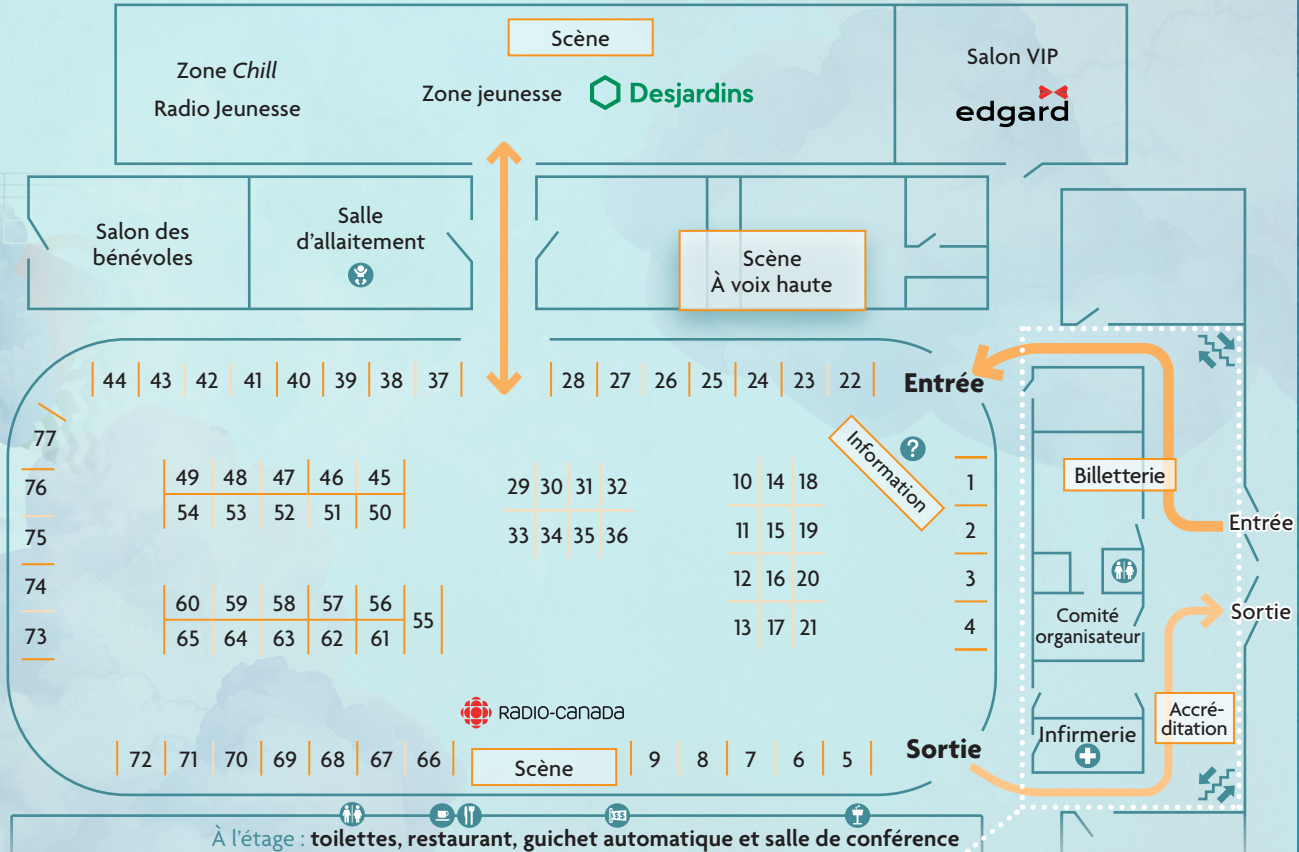 Scène
Zone Chill
Radio Jeunesse
Zone jeunesse
Desjardins
Salon VIP
edgard
Salon des
bénévoles
Salle
d'allaitement
Scène
À voix haute
44 43 42 41 40 39 38 37
28 27 26 25 24 23 22
Entrée
77
76
75
74
73
49 48 47 46 45
54 53 52 51 50
60 59 58 57 56
55
65 64 63 62 61
29 30 31 32
33 34 35 36
10 14 18
11 15 19
12 16 20
13 17 21
Information
?
1
2
3
4
Billetterie
Entrée
Sortie
Comité
organisateur
Accré-
ditation
Infirmerie
RADIO-CANADA
72 71 70 69 68 67 66
Scène
9 8 7 6 5
Sortie
$$$
À l'étage : toilettes, restaurant, guichet automatique et salle de conférence